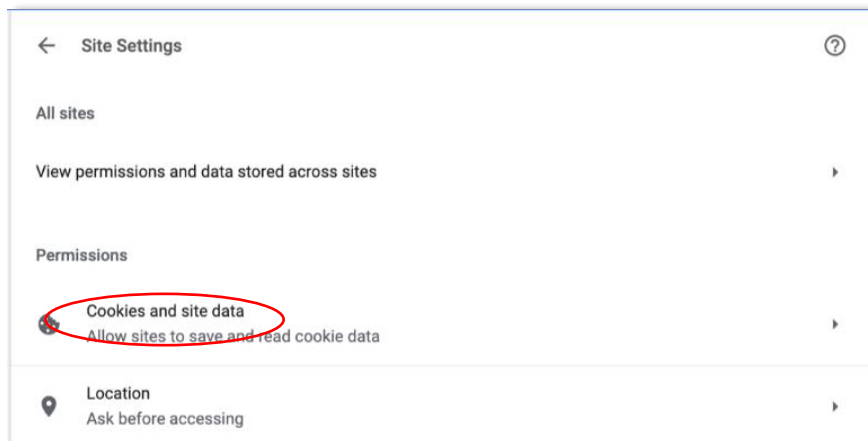 Site Settings
All sites
View permissions and data stored across sites
Permissions
Cookies and site data
Allow sites to save and read cookie data
Location
Ask before accessing